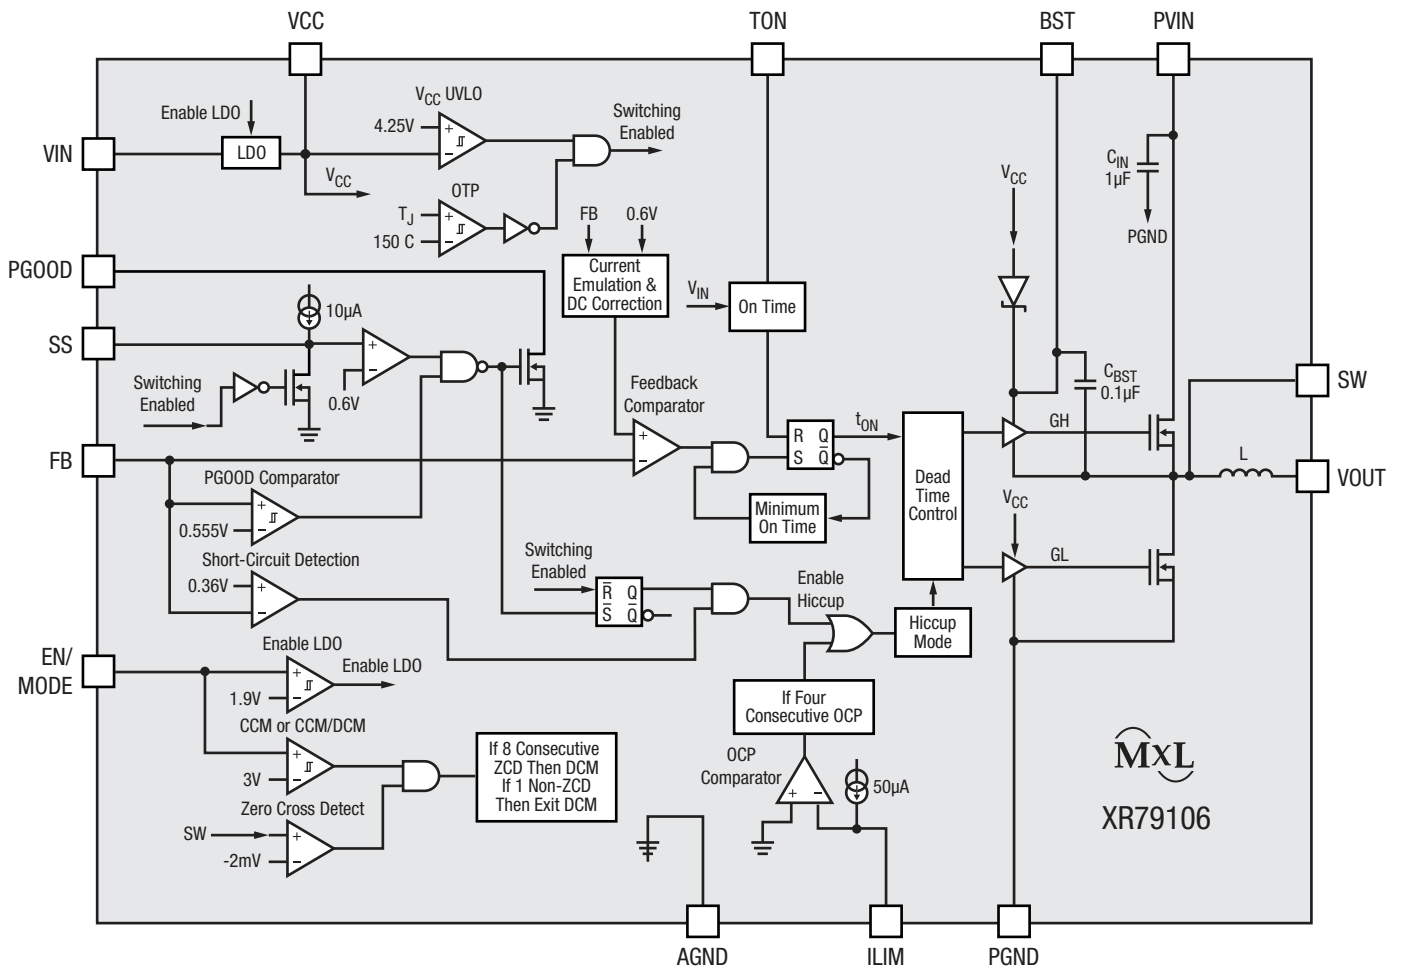 VCC
TON
BST
PVIN
VCC UVLO
Enable LDO
4.25V
+
−
Switching
Enabled
VIN
LDO
VCC
OTP
TJ
150 C
+
−
FB
0.6V
CIN
1µF
PGND
VCC
PGOOD
Current
Emulation &
DC Correction
VIN
On Time
10µA
SS
+
−
0.6V
Switching
Enabled
Feedback
Comparator
CBST
0.1µF
SW
tON
GH
R Q
S Q
+
−
FB
PGOOD Comparator
+
−
0.555V
Dead
Time
Control
L
VOUT
Minimum
On Time
VCC
Short-Circuit Detection
0.36V
+
−
Switching
Enabled
R Q
S Q
Enable
Hiccup
GL
Hiccup
Mode
EN/
MODE
Enable LDO
+
−
Enable LDO
1.9V
If Four
Consecutive OCP
CCM or CCM/DCM
+
−
3V
If 8 Consecutive
ZCD Then DCM
If 1 Non-ZCD
Then Exit DCM
OCP
Comparator
+ −
50µA
MxL
XR79106
Zero Cross Detect
SW
+
−
-2mV
AGND
ILIM
PGND